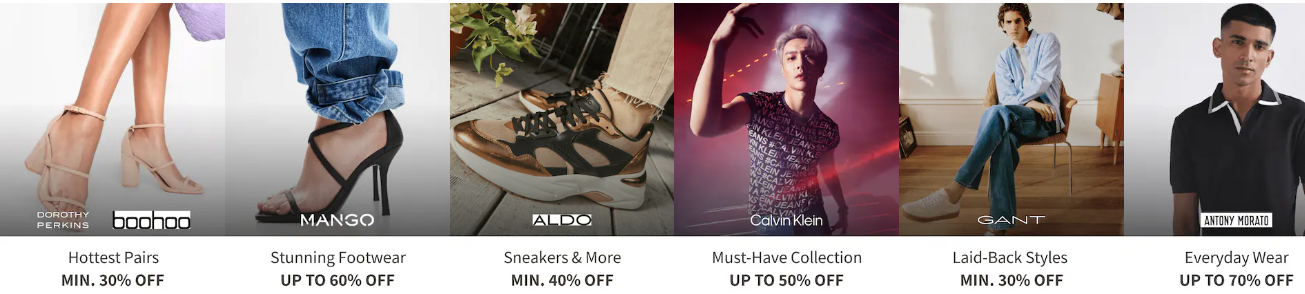 DOROTHY
PERKINS
boohoo
Hottest Pairs
MIN. 30% OFF
MANGO
Stunning Footwear
UP TO 60% OFF
ALDO
Sneakers & More
MIN. 40% OFF
Calvin Klein
Must-Have Collection
UP TO 50% OFF
GANT
Laid-Back Styles
MIN. 30% OFF
ANTONY MORATO
Everyday Wear
UP TO 70% OFF